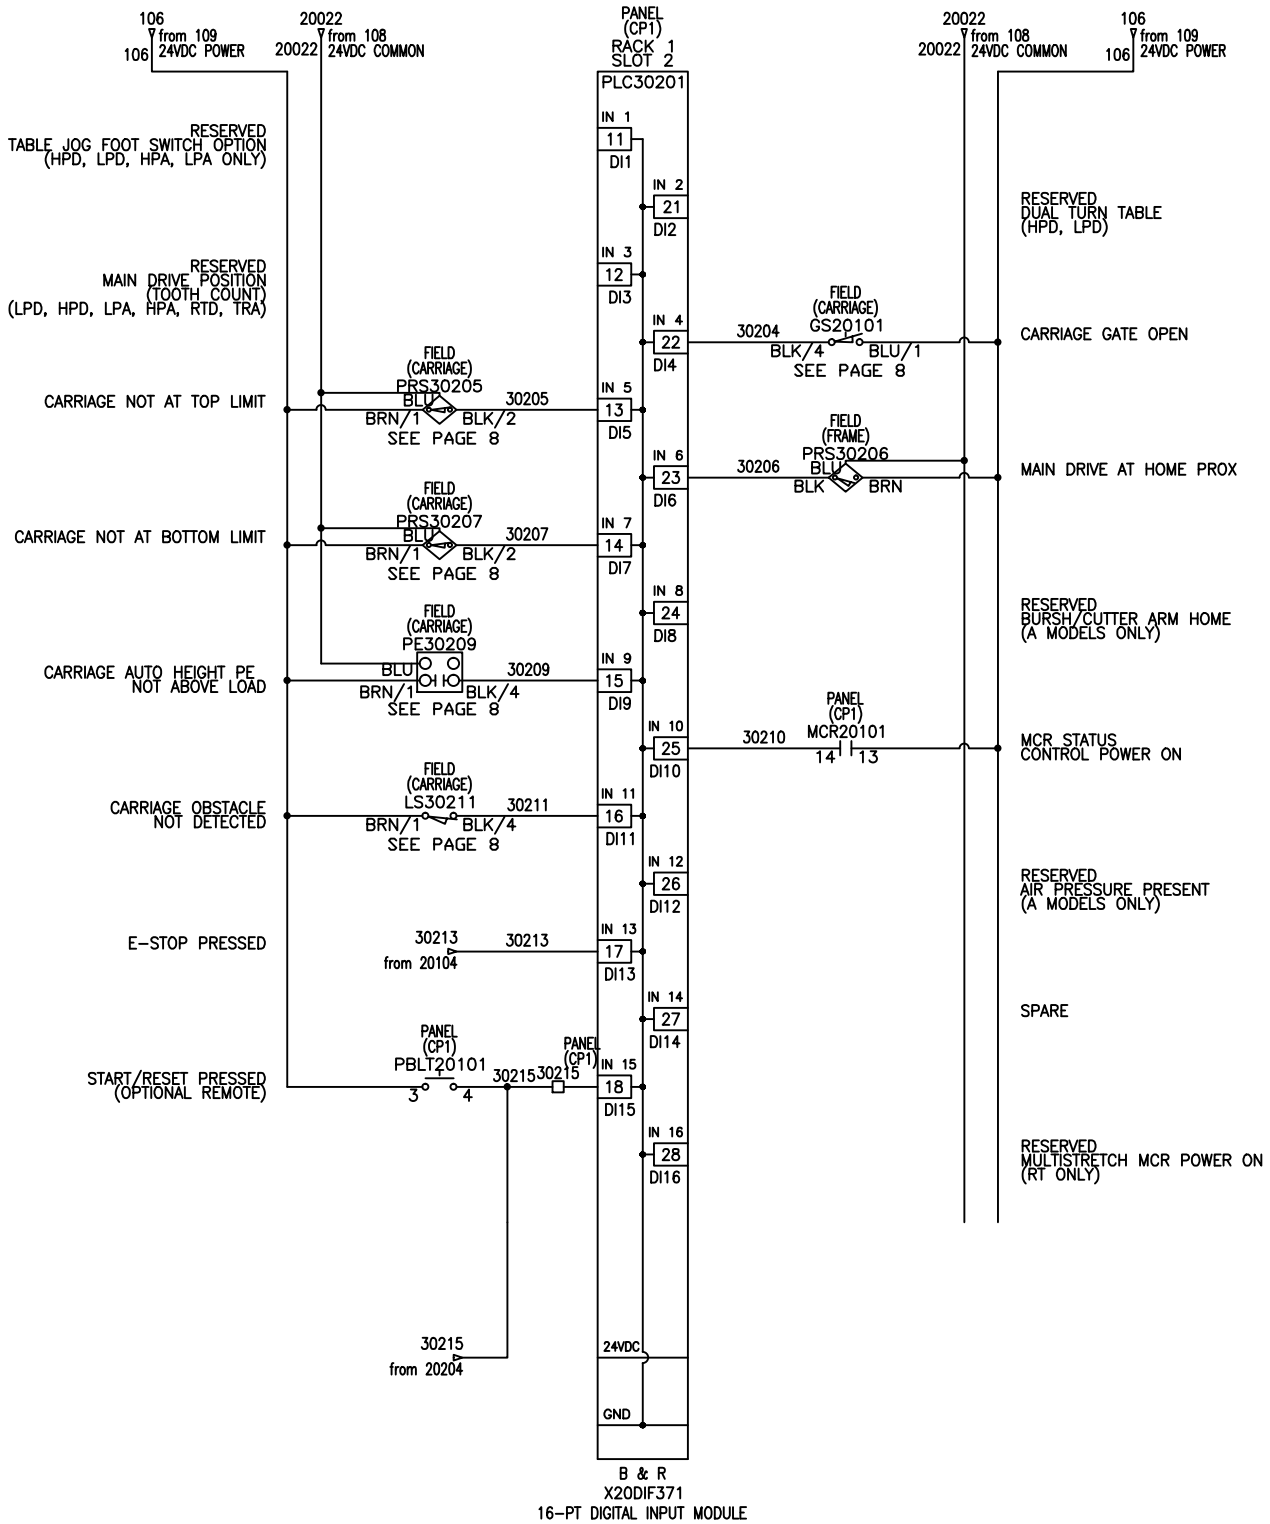 106
from 109
106 24VDC POWER
20022
from 108
20022 24VDC COMMON
PANEL
(CP1)
RACK 1
SLOT 2
PLC30201
20022
from 108
20022 24VDC COMMON
106
from 109
106 24VDC POWER
RESERVED
TABLE JOG FOOT SWITCH OPTION
(HPD, LPD, HPA, LPA ONLY)
IN 1
11
DI1
IN 2
21
DI2
RESERVED
DUAL TURN TABLE
(HPD, LPD)
RESERVED
MAIN DRIVE POSITION
(TOOTH COUNT)
(LPD, HPD, LPA, HPA, RTD, TRA)
IN 3
12
DI3
IN 4
22
DI4
30204
FIELD
(CARRIAGE)
GS20101
BLK/4 BLU/1
SEE PAGE 8
CARRIAGE GATE OPEN
CARRIAGE NOT AT TOP LIMIT
FIELD
(CARRIAGE)
PRS30205
BLU
BRN/1 BLK/2
SEE PAGE 8
30205
IN 5
13
DI5
IN 6
23
DI6
30206
FIELD
(FRAME)
PRS30206
BLU
BLK BRN
MAIN DRIVE AT HOME PROX
CARRIAGE NOT AT BOTTOM LIMIT
FIELD
(CARRIAGE)
PRS30207
BLU
BRN/1 BLK/2
SEE PAGE 8
30207
IN 7
14
DI7
IN 8
24
DI8
RESERVED
BURSH/CUTTER ARM HOME
(A MODELS ONLY)
CARRIAGE AUTO HEIGHT PE
NOT ABOVE LOAD
FIELD
(CARRIAGE)
PE30209
BLU
BRN/1 BLK/4
SEE PAGE 8
30209
IN 9
15
DI9
IN 10
25
DI10
30210
PANEL
(CP1)
MCR20101
14 13
MCR STATUS
CONTROL POWER ON
CARRIAGE OBSTACLE
NOT DETECTED
FIELD
(CARRIAGE)
LS30211
BRN/1 BLK/4
SEE PAGE 8
30211
IN 11
16
DI11
IN 12
26
DI12
RESERVED
AIR PRESSURE PRESENT
(A MODELS ONLY)
E-STOP PRESSED
30213
from 20104
30213
IN 13
17
DI13
IN 14
27
DI14
SPARE
START/RESET PRESSED
(OPTIONAL REMOTE)
PANEL
(CP1)
PBLT20101
3 4
30215
PANEL
(CP1)
30215
IN 15
18
DI15
IN 16
28
DI16
RESERVED
MULTISTRETCH MCR POWER ON
(RT ONLY)
30215
from 20204
24VDC
GND
B & R
X20DIF371
16-PT DIGITAL INPUT MODULE